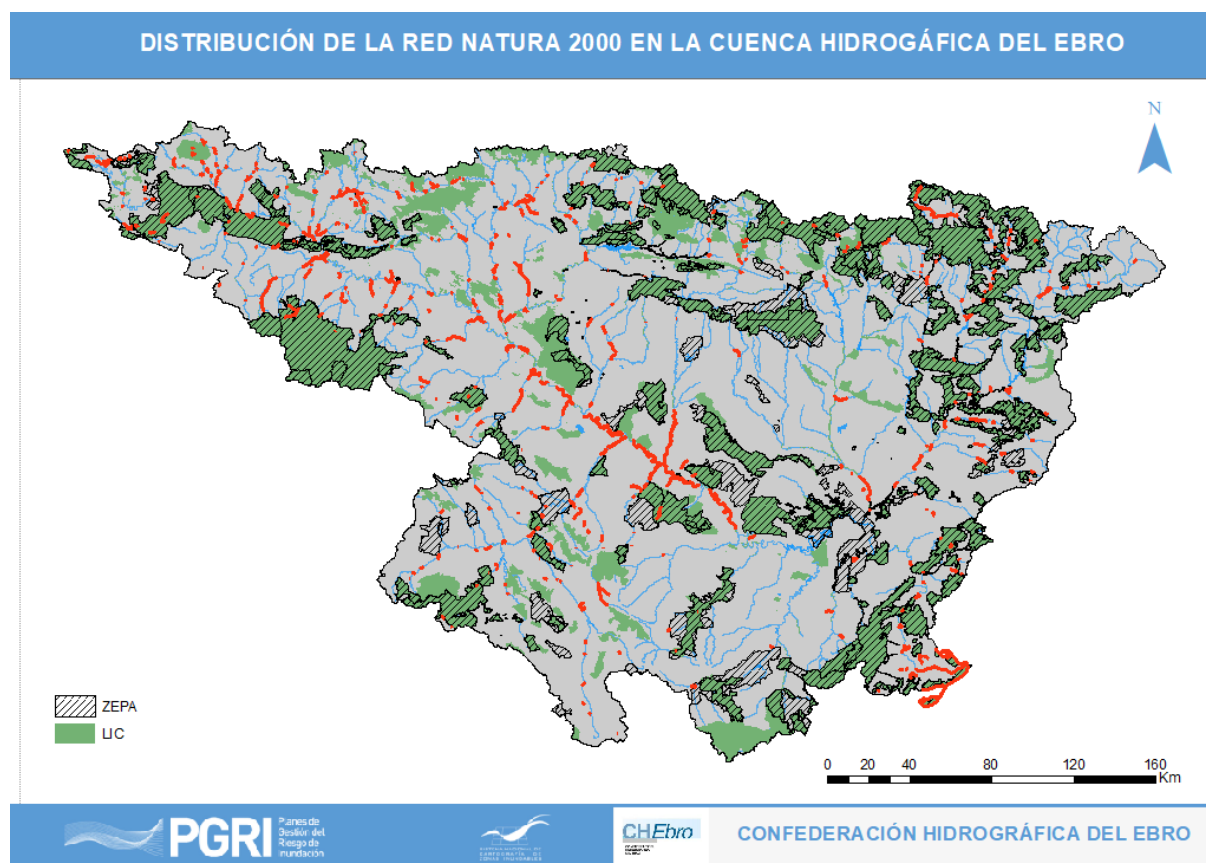 DISTRIBUCIÓN DE LA RED NATURA 2000 EN LA CUENCA HIDROGÁFICA DEL EBRO
N
ZEPA
LIC
0 20 40 80 120 160
Km
PGRI
Planes de
Gestión del
Riesgo de
Inundación
CHEbro
CONFEDERACIÓN HIDROGRÁFICA DEL EBRO